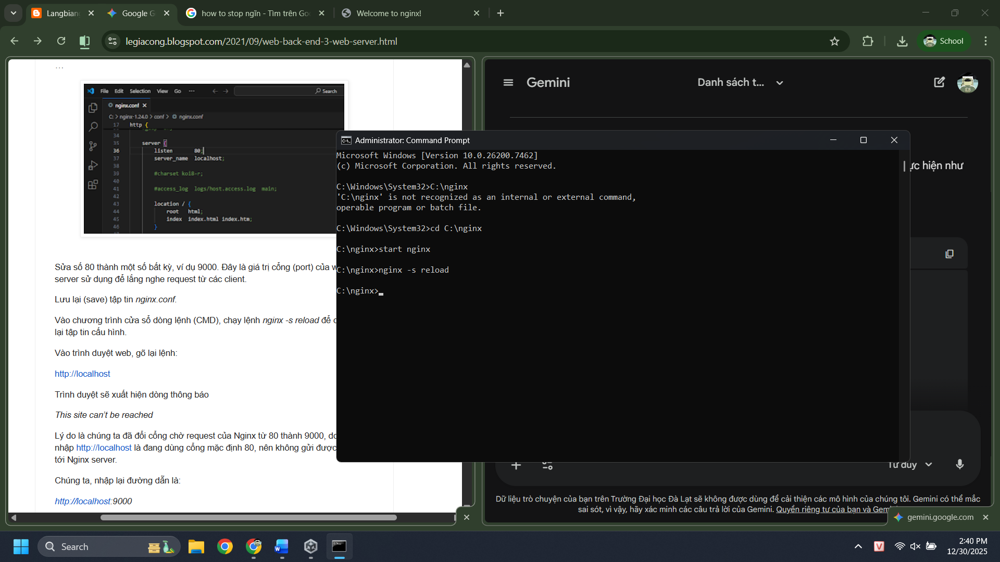 Langbian
Google G
how to stop ngĩn - Tìm trên Go
Welcome to nginx!
legiacong.blogspot.com/2021/09/web-back-end-3-web-server.html
School
...
File Edit Selection View Go ... Search
nginx.conf
C: > nginx-1.24.0 > conf > nginx.conf
17 http {
34
35 server {
36 listen 80;
37 server_name localhost;
38
39 #charset koi8-r;
40
41 #access_log logs/host.access.log main;
42
43 location / {
44 root html;
45 index index.html index.htm;
46 }
Sửa số 80 thành một số bất kỳ, ví dụ 9000. Đây là giá trị cổng (port) của w
server sử dụng để lắng nghe request từ các client.
Lưu lại (save) tập tin nginx.conf.
Vào chương trình cửa sổ dòng lệnh (CMD), chạy lệnh nginx -s reload để
lại tập tin cấu hình.
Vào trình duyệt web, gõ lại lệnh:
http://localhost
Trình duyệt sẽ xuất hiện dòng thông báo
This site can't be reached
Lý do là chúng ta đã đổi cổng chờ request của Nginx từ 80 thành 9000, do
nhập http://localhost là đang dùng cổng mặc định 80, nên không gửi được
tới Nginx server.
Chúng ta, nhập lại đường dẫn là:
http://localhost:9000
Administrator: Command Prompt
Microsoft Windows [Version 10.0.26200.7462]
(c) Microsoft Corporation. All rights reserved.
C:\Windows\System32>C:\nginx
'C:\nginx' is not recognized as an internal or external command,
operable program or batch file.
C:\Windows\System32>cd C:\nginx
C:\nginx>start nginx
C:\nginx>nginx -s reload
C:\nginx>
Gemini
Danh sách t...
ực hiện như
Tư duy
Dữ liệu trò chuyện của bạn trên Trường Đại học Đà Lạt sẽ không được dùng để cải thiện các mô hình của chúng tôi. Gemini có thể mắc
sai sót, vì vậy, hãy xác minh các câu trả lời của Gemini. Quyền riêng tư của bạn và Gem
gemini.google.com
Search
2:40 PM
12/30/2025